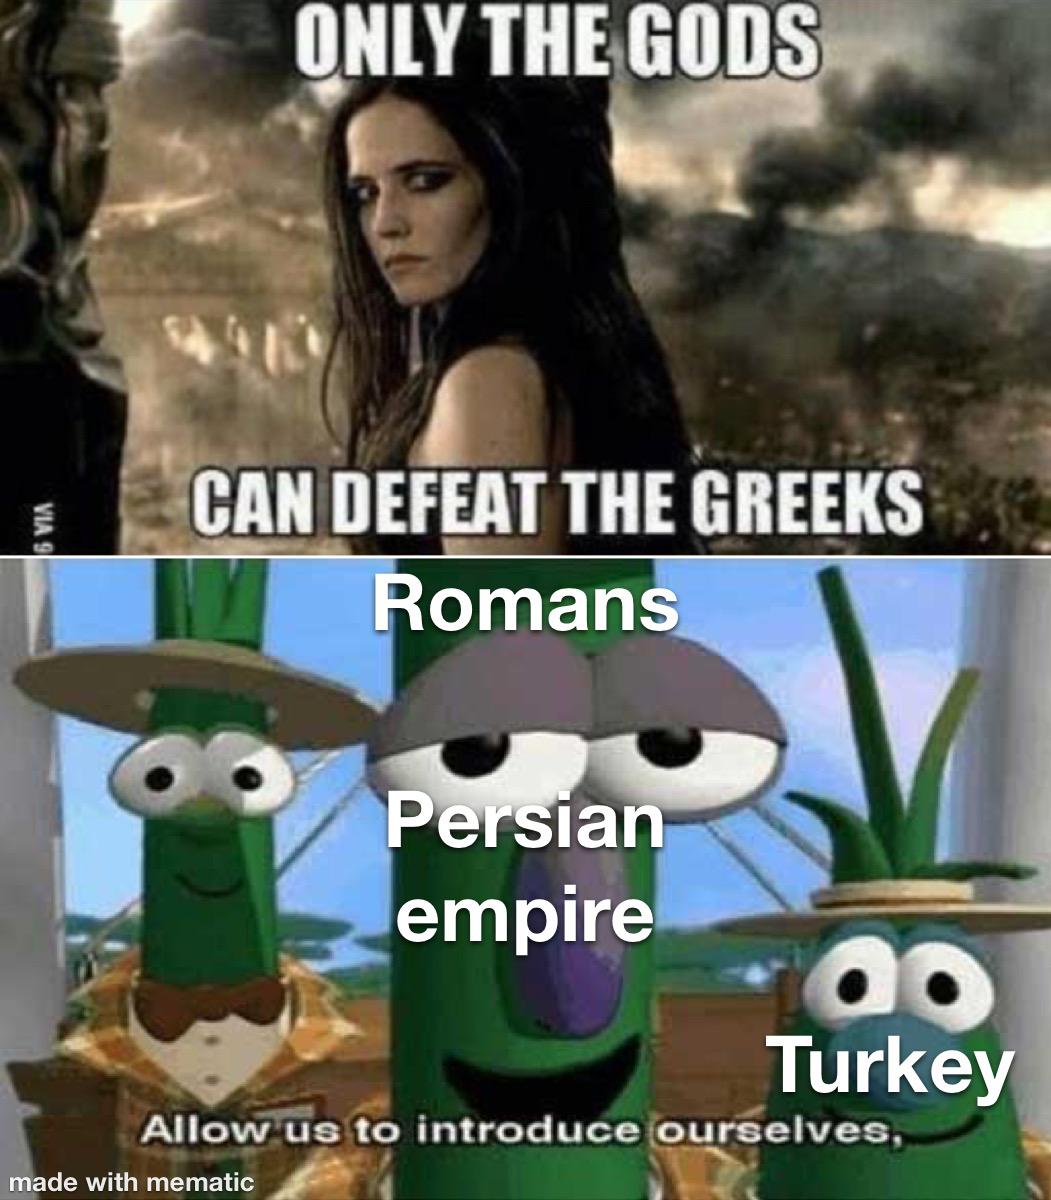 ONLY THE GODS
CAN DEFEAT THE GREEKS
VIA 9
Romans
Persian
empire
Turkey
Allow us to introduce ourselves,
made with mematic